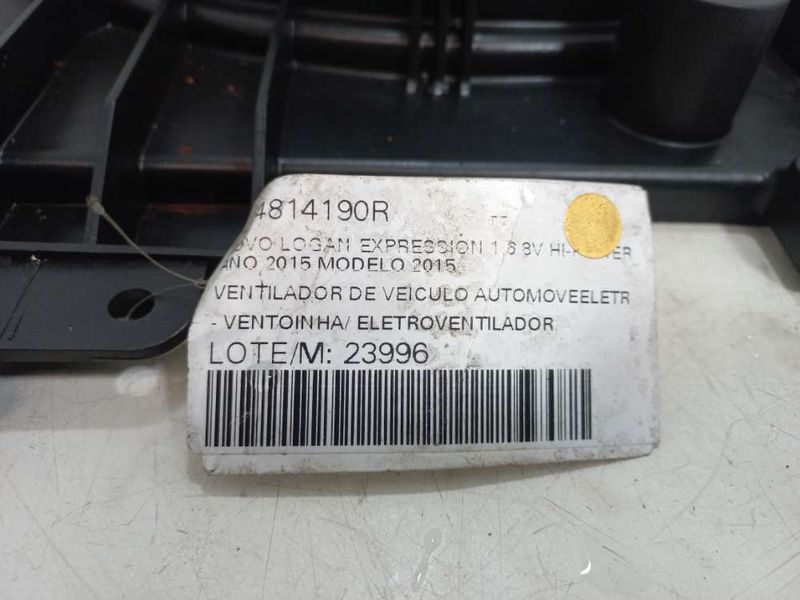 4814190R
OVO LOGAN EXPRESSION 1.6 8V HI-
ANO 2015 MODELO 2015
VENTILADOR DE VEICULO AUTOMOVEELETR
- VENTOINHA/ ELETROVENTILADOR
LOTE/M: 23996